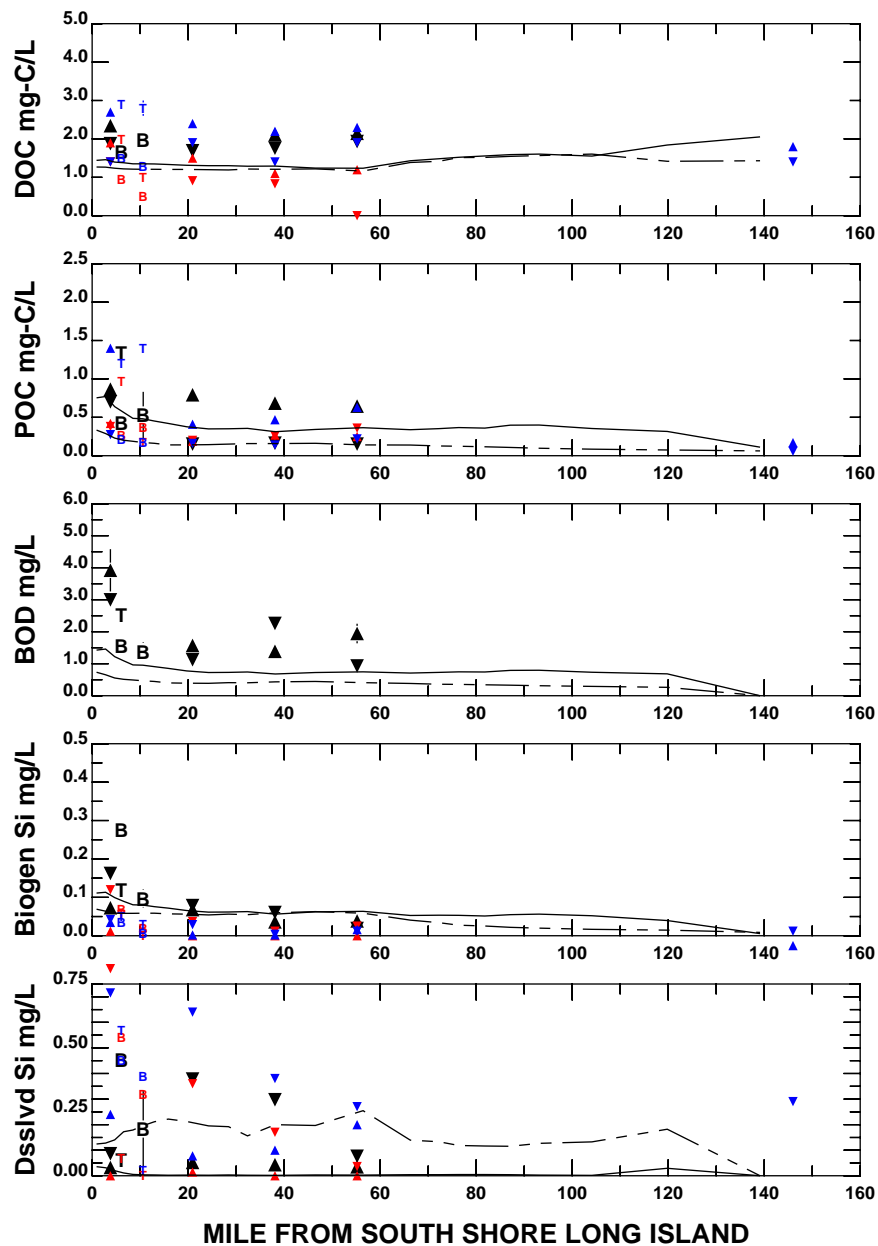 DOC mg-C/L
5.0
4.0
3.0
2.0
1.0
0.0
T T
T B
B B
B T
B B
0 20 40 60 80 100 120 140 160
POC mg-C/L
2.5
2.0
1.5
1.0
0.5
0.0
T T
T
T
B B
B T
B B
B B
0 20 40 60 80 100 120 140 160
BOD mg/L
6.0
5.0
4.0
3.0
2.0
1.0
0.0
T
B B
0 20 40 60 80 100 120 140 160
Biogen Si mg/L
0.5
0.4
0.3
0.2
0.1
0.0
B
T B
B T
T B
B B
T
0 20 40 60 80 100 120 140 160
Dsslvd Si mg/L
0.75
0.50
0.25
0.00
T
B
B B
B
B
B
T T
T T
0 20 40 60 80 100 120 140 160
MILE FROM SOUTH SHORE LONG ISLAND